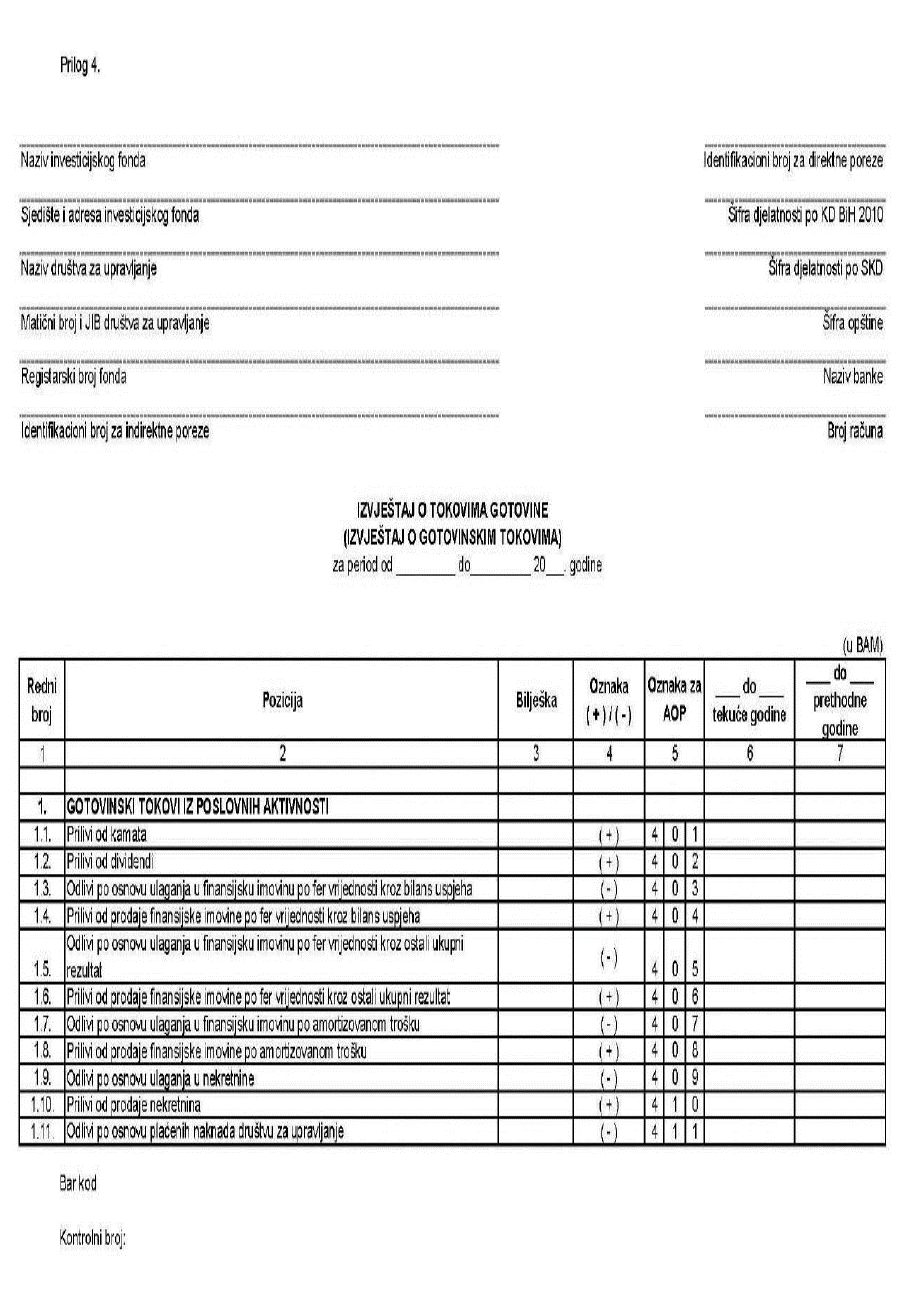 Prilog 4.
Naziv investicijskog fonda
Identifikacioni broj za direktne poreze
Sjedište i adresa investicijskog fonda
Šifra djelatnosti po KD BiH 2010
Naziv društva za upravljanje
Šifra djelatnosti po SKD
Matični broj i JIB društva za upravljanje
Šifra opštine
Registarski broj fonda
Naziv banke
Identifikacioni broj za indirektne poreze
Broj računa
IZVJEŠTAJ O TOKOVIMA GOTOVINE
(IZVJEŠTAJ O GOTOVINSKIM TOKOVIMA)
za period od __________ do__________ 20___. godine
(u BAM)
Redni broj Pozicija Bilješka Oznaka ( + ) / ( - ) Oznaka za AOP ____ do ____ tekuće godine ____ do ____ prethodne godine
1 2 3 4 5 6 7
1. GOTOVINSKI TOKOVI IZ POSLOVNIH AKTIVNOSTI
1.1. Prilivi od kamata ( + ) 4 0 1
1.2. Prilivi od dividendi ( + ) 4 0 2
1.3. Odlivi po osnovu ulaganja u finansijsku imovinu po fer vrijednosti kroz bilans uspjeha ( - ) 4 0 3
1.4. Prilivi od prodaje finansijske imovine po fer vrijednosti kroz bilans uspjeha ( + ) 4 0 4
1.5. Odlivi po osnovu ulaganja u finansijsku imovinu po fer vrijednosti kroz ostali ukupni rezultat ( - ) 4 0 5
1.6. Prilivi od prodaje finansijske imovine po fer vrijednosti kroz ostali ukupni rezultat ( + ) 4 0 6
1.7. Odlivi po osnovu ulaganja u finansijsku imovinu po amortizovanom trošku ( - ) 4 0 7
1.8. Prilivi od prodaje finansijske imovine po amortizovanom trošku ( + ) 4 0 8
1.9. Odlivi po osnovu ulaganja u nekretnine ( - ) 4 0 9
1.10. Prilivi od prodaje nekretnina ( + ) 4 1 0
1.11. Odlivi po osnovu plaćenih naknada društvu za upravljanje ( - ) 4 1 1
Bar kod
Kontrolni broj: